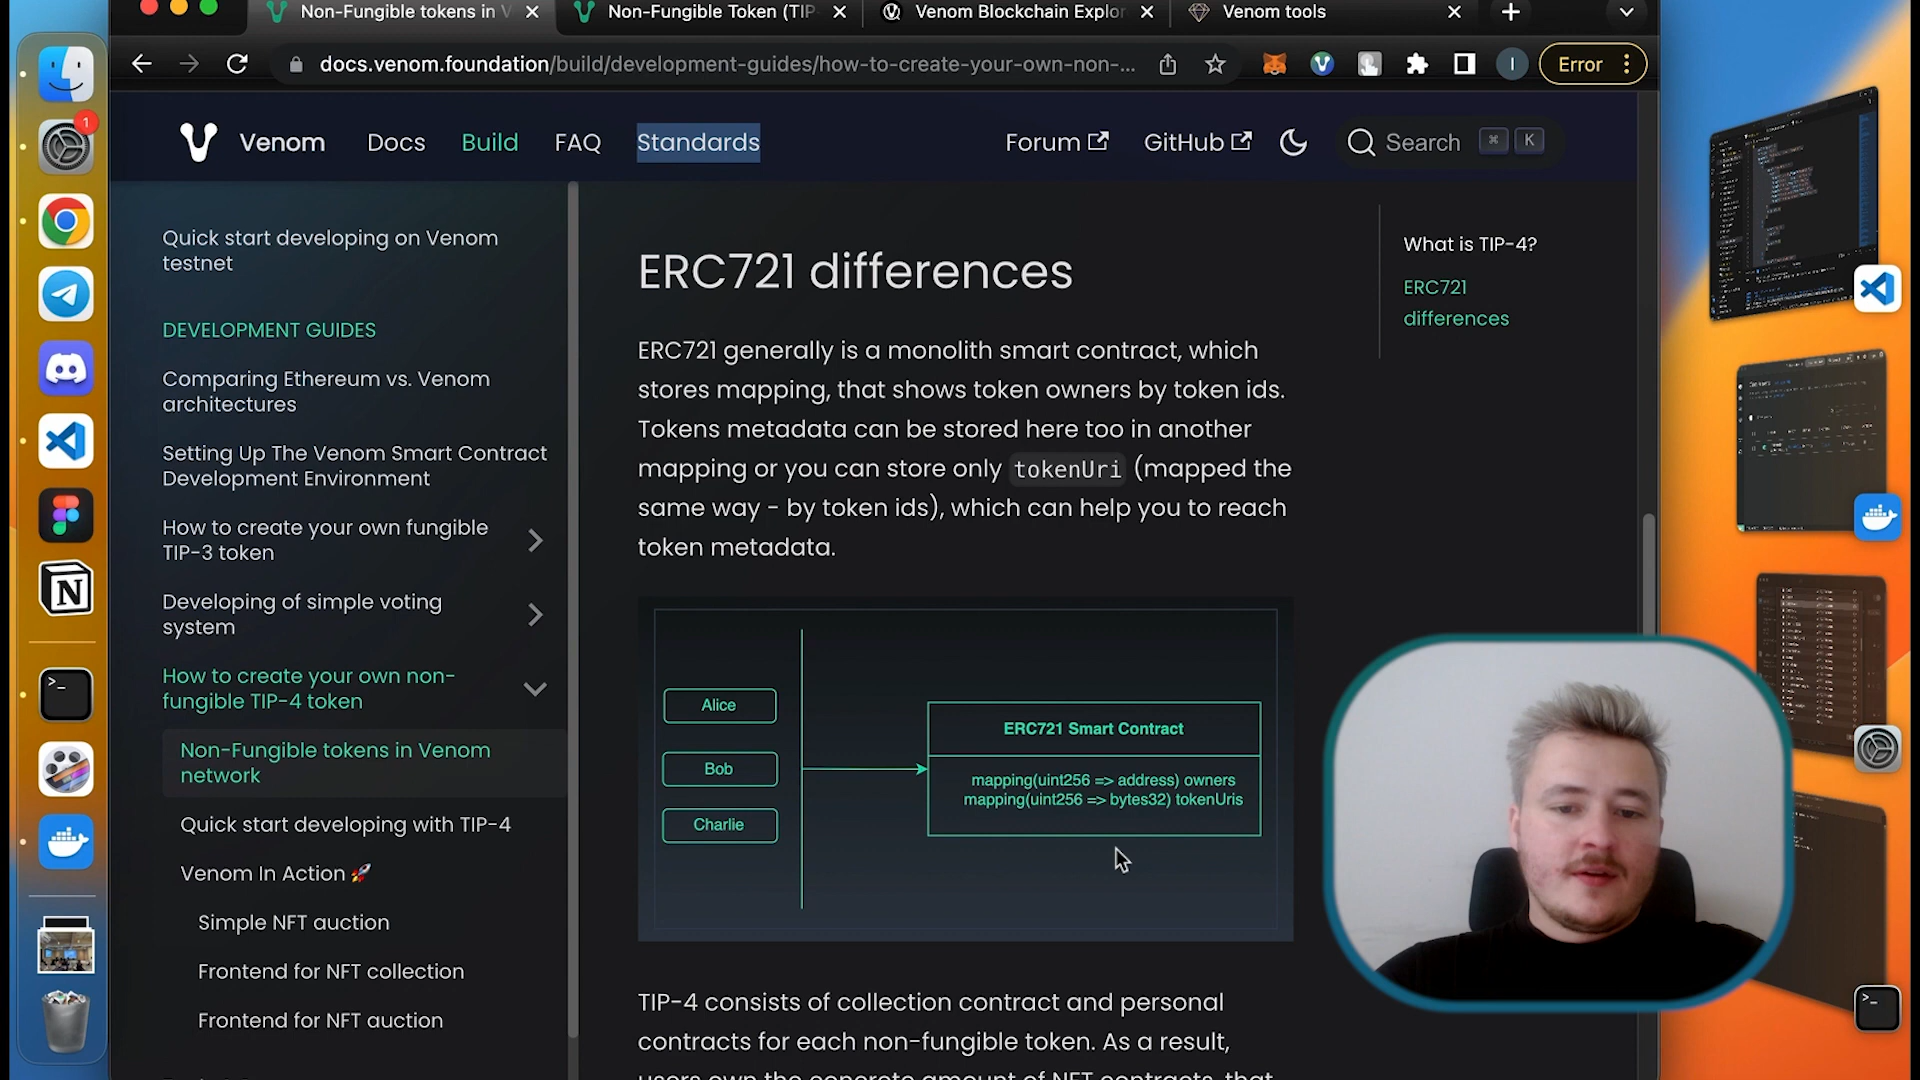 Non-Fungible tokens in V
Non-Fungible Token (TIP-
Venom Blockchain Explor
Venom tools
docs.venom.foundation/build/development-guides/how-to-create-your-own-non-...
I
Error
1
Venom
Docs
Build
FAQ
Standards
Forum
GitHub
Search
⌘ K
Quick start developing on Venom
testnet
DEVELOPMENT GUIDES
Comparing Ethereum vs. Venom
architectures
Setting Up The Venom Smart Contract
Development Environment
How to create your own fungible
TIP-3 token
Developing of simple voting
system
How to create your own non-
fungible TIP-4 token
Non-Fungible tokens in Venom
network
Quick start developing with TIP-4
Venom In Action 🚀
Simple NFT auction
Frontend for NFT collection
Frontend for NFT auction
ERC721 differences
ERC721 generally is a monolith smart contract, which
stores mapping, that shows token owners by token ids.
Tokens metadata can be stored here too in another
mapping or you can store only tokenUri (mapped the
same way - by token ids), which can help you to reach
token metadata.
Alice
Bob
Charlie
ERC721 Smart Contract
mapping(uint256 => address) owners
mapping(uint256 => bytes32) tokenUris
TIP-4 consists of collection contract and personal
contracts for each non-fungible token. As a result,
users own the concrete amount of NFT contracts, that
What is TIP-4?
ERC721
differences